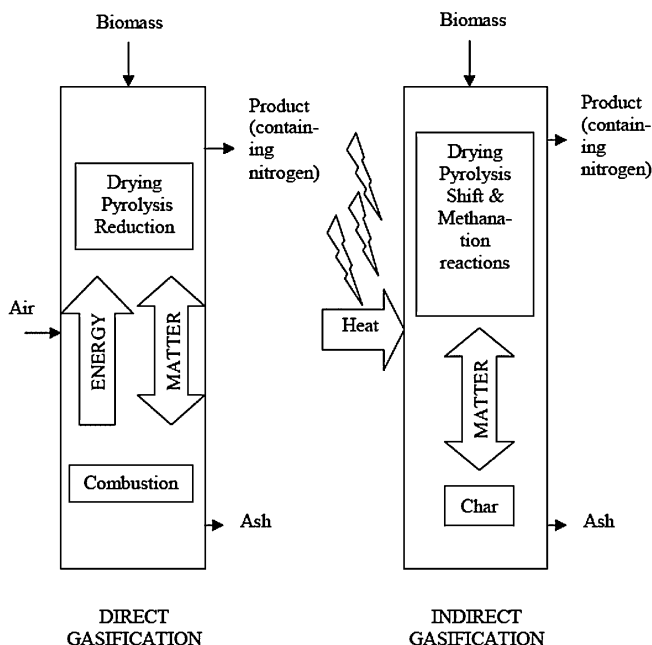 Biomass
Product
(contain-
ing
nitrogen)
Drying
Pyrolysis
Reduction
Air
ENERGY
MATTER
Combustion
Ash
DIRECT
GASIFICATION
Biomass
Product
(contain-
ing
nitrogen)
Drying
Pyrolysis
Shift &
Methana-
tion
reactions
Heat
MATTER
Char
Ash
INDIRECT
GASIFICATION